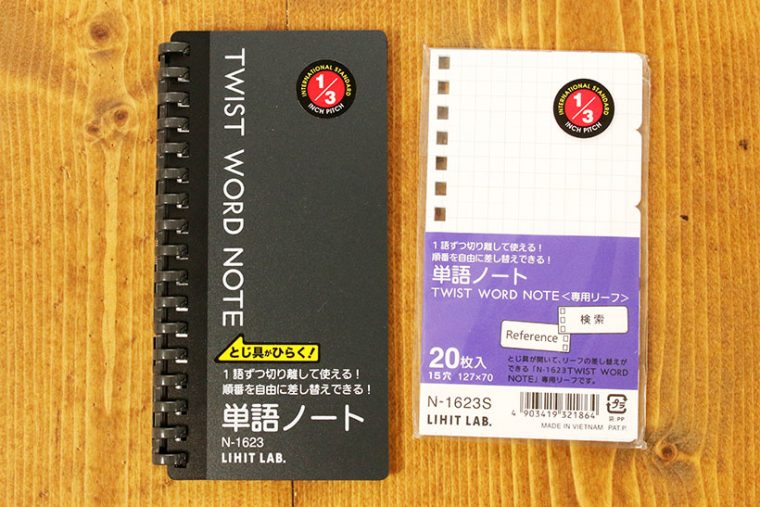 TWIST WORD NOTE
INTERNATIONAL STANDARD
1/3
INCH PITCH
とじ具がひらく!
1語ずつ切り離して使える!
順番を自由に差し替えできる!
単語ノート
N-1623
LIHIT LAB.
INTERNATIONAL STANDARD
1/3
INCH PITCH
1語ずつ切り離して使える!
順番を自由に差し替えできる!
単語ノート
TWIST WORD NOTE<専用リーフ>
検索
Reference
20枚入
15穴 127×70
とじ具が開いて、リーフの差し替えが
できる「N-1623TWIST WORD
NOTE」専用リーフです。
N-1623S
LIHIT LAB.
4 903419 321864
プラ
袋:PP
MADE IN VIETNAM PAT.P.